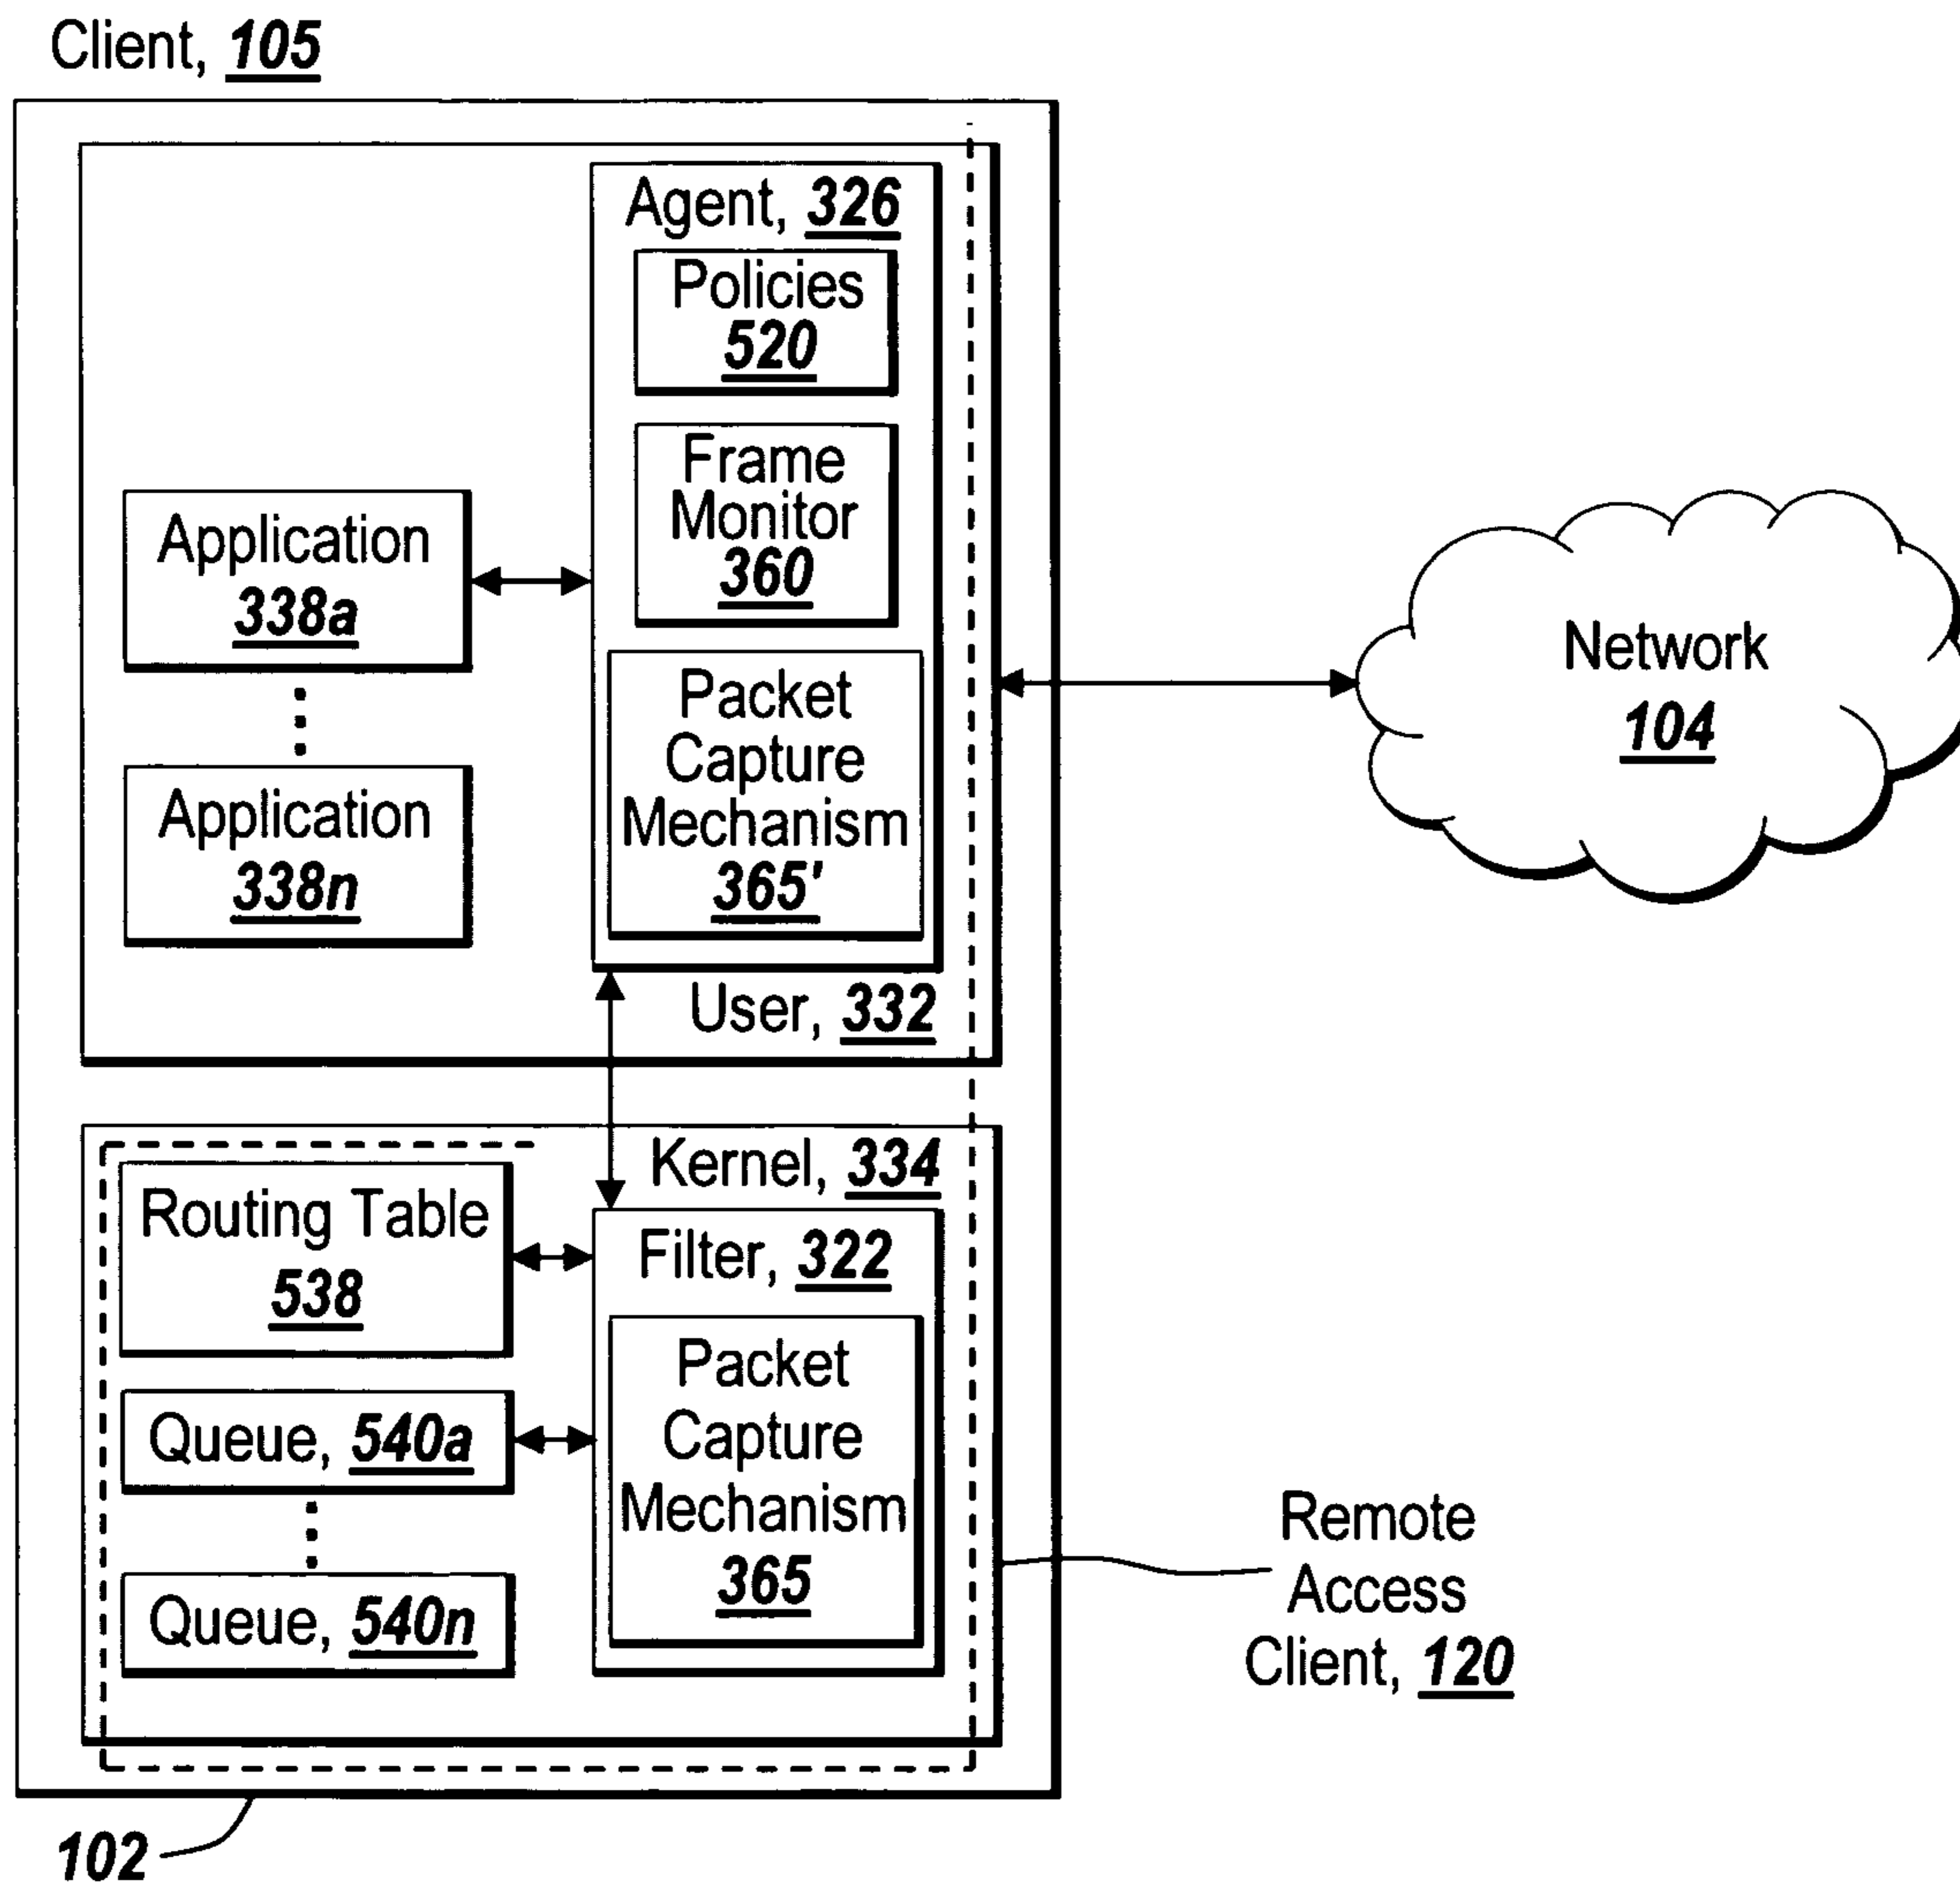 Client, 105
Agent, 326
Policies
520
Frame
Monitor
360
Application
338a
Packet
Capture
Mechanism
365'
Application
338n
User, 332
Network
104
Kernel, 334
Routing Table
538
Filter, 322
Packet
Capture
Mechanism
365
Queue, 540a
Queue, 540n
Remote
Access
Client, 120
102